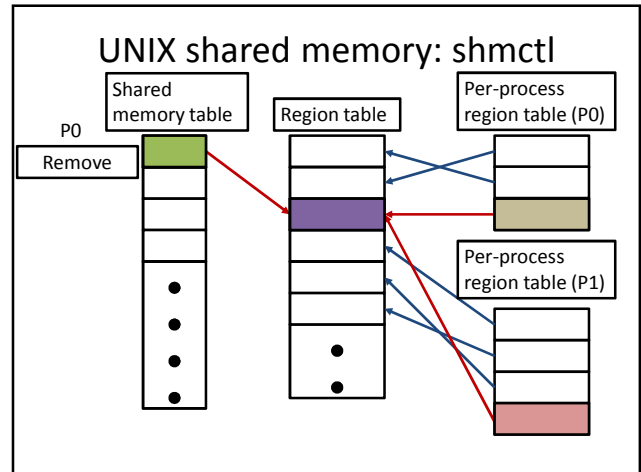 UNIX shared memory: shmctl
Shared
memory table
Region table
Per-process
region table (P0)
P0
Remove
Per-process
region table (P1)